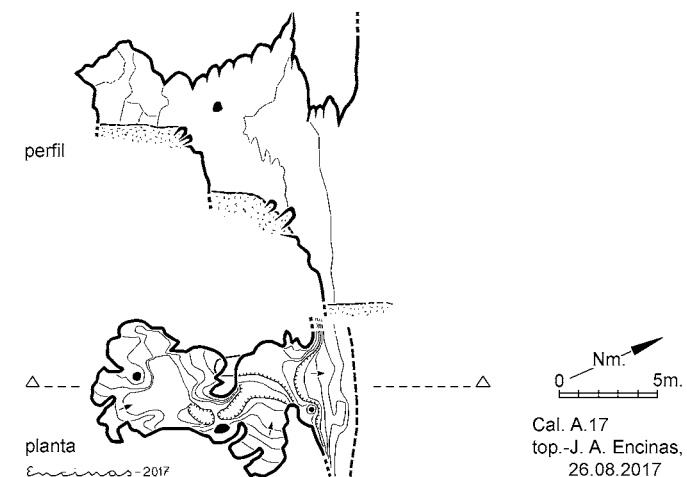 perfil
Nm.
0 5m.
Cal. A.17
top.-J. A. Encinas,
26.08.2017
planta
Encinas-2017